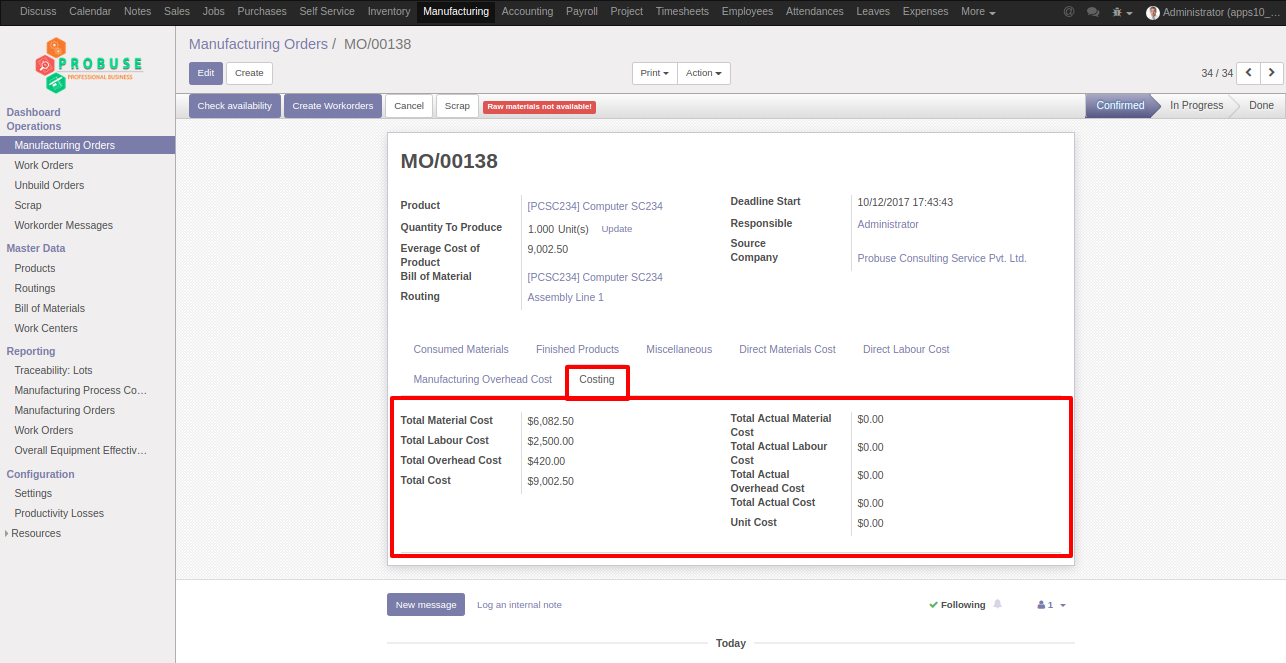 Discuss Calendar Notes Sales Jobs Purchases Self Service Inventory Manufacturing Accounting Payroll Project Timesheets Employees Attendances Leaves Expenses More @ Administrator (apps10_...
PROBUSE
PROFESSIONAL BUSINESS
Dashboard
Operations
Manufacturing Orders
Work Orders
Unbuild Orders
Scrap
Workorder Messages
Master Data
Products
Routings
Bill of Materials
Work Centers
Reporting
Traceability: Lots
Manufacturing Process Co...
Manufacturing Orders
Work Orders
Overall Equipment Effectiv...
Configuration
Settings
Productivity Losses
Resources
Manufacturing Orders / MO/00138
Edit Create Print Action 34 / 34
Check availability Create Workorders Cancel Scrap Raw materials not available! Confirmed In Progress Done
MO/00138
Product [PCSC234] Computer SC234
Quantity To Produce 1.000 Unit(s) Update
Everage Cost of
Product 9,002.50
Bill of Material [PCSC234] Computer SC234
Routing Assembly Line 1
Deadline Start 10/12/2017 17:43:43
Responsible Administrator
Source
Company Probuse Consulting Service Pvt. Ltd.
Consumed Materials Finished Products Miscellaneous Direct Materials Cost Direct Labour Cost
Manufacturing Overhead Cost Costing
Total Material Cost $6,082.50
Total Labour Cost $2,500.00
Total Overhead Cost $420.00
Total Cost $9,002.50
Total Actual Material
Cost $0.00
Total Actual Labour
Cost $0.00
Total Actual
Overhead Cost $0.00
Total Actual Cost $0.00
Unit Cost $0.00
New message Log an internal note Following 1
Today